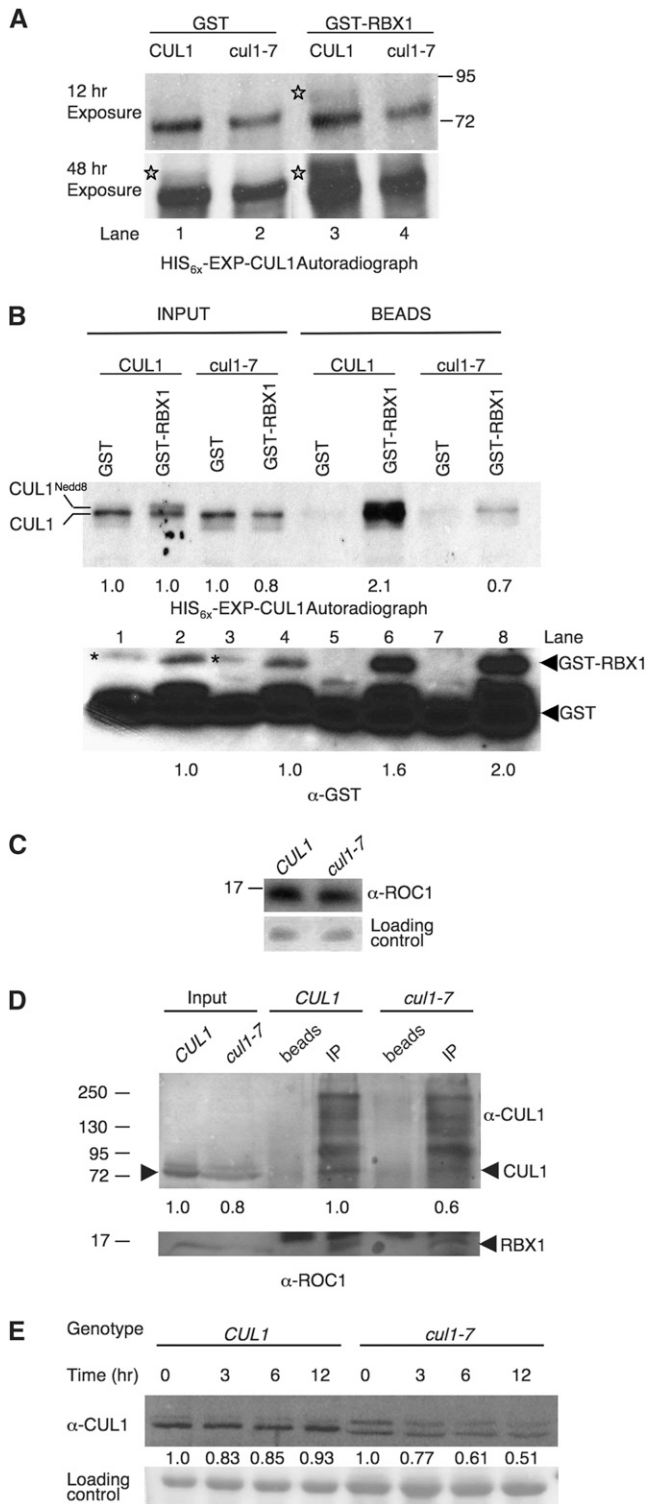 A
GST GST-RBX1
CUL1 cul1-7 CUL1 cul1-7
12 hr Exposure
☆
95
72
48 hr Exposure
☆ ☆
Lane 1 2 3 4
HIS6x-EXP-CUL1Autoradiograph
B
INPUT BEADS
CUL1 cul1-7 CUL1 cul1-7
GST GST-RBX1 GST GST-RBX1 GST GST-RBX1 GST GST-RBX1
CUL1Nedd8
CUL1
1.0 1.0 1.0 0.8 2.1 0.7
HIS6x-EXP-CUL1Autoradiograph
1 2 3 4 5 6 7 8 Lane
* * GST-RBX1
GST
1.0 1.0 1.6 2.0
α-GST
C
CUL1 cul1-7
17 α-ROC1
Loading control
D
Input CUL1 cul1-7
CUL1 cul1-7 beads IP beads IP
250
130
95
72
α-CUL1
CUL1
1.0 0.8 1.0 0.6
17 RBX1
α-ROC1
E
Genotype CUL1 cul1-7
Time (hr) 0 3 6 12 0 3 6 12
α-CUL1
1.0 0.83 0.85 0.93 1.0 0.77 0.61 0.51
Loading control